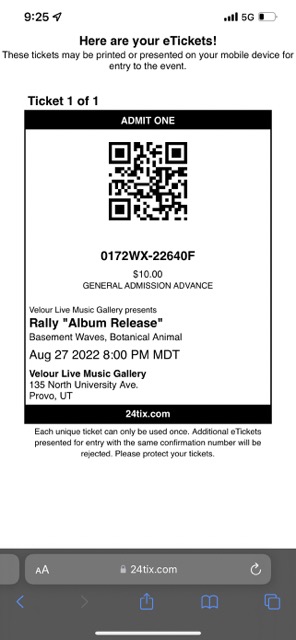 9:25
5G
Here are your eTickets!
These tickets may be printed or presented on your mobile device for
entry to the event.
Ticket 1 of 1
ADMIT ONE
0172WX-22640F
$10.00
GENERAL ADMISSION ADVANCE
Velour Live Music Gallery presents
Rally "Album Release"
Basement Waves, Botanical Animal
Aug 27 2022 8:00 PM MDT
Velour Live Music Gallery
135 North University Ave.
Provo, UT
24tix.com
Each unique ticket can only be used once. Additional eTickets
presented for entry with the same confirmation number will be
rejected. Please protect your tickets.
AA
24tix.com